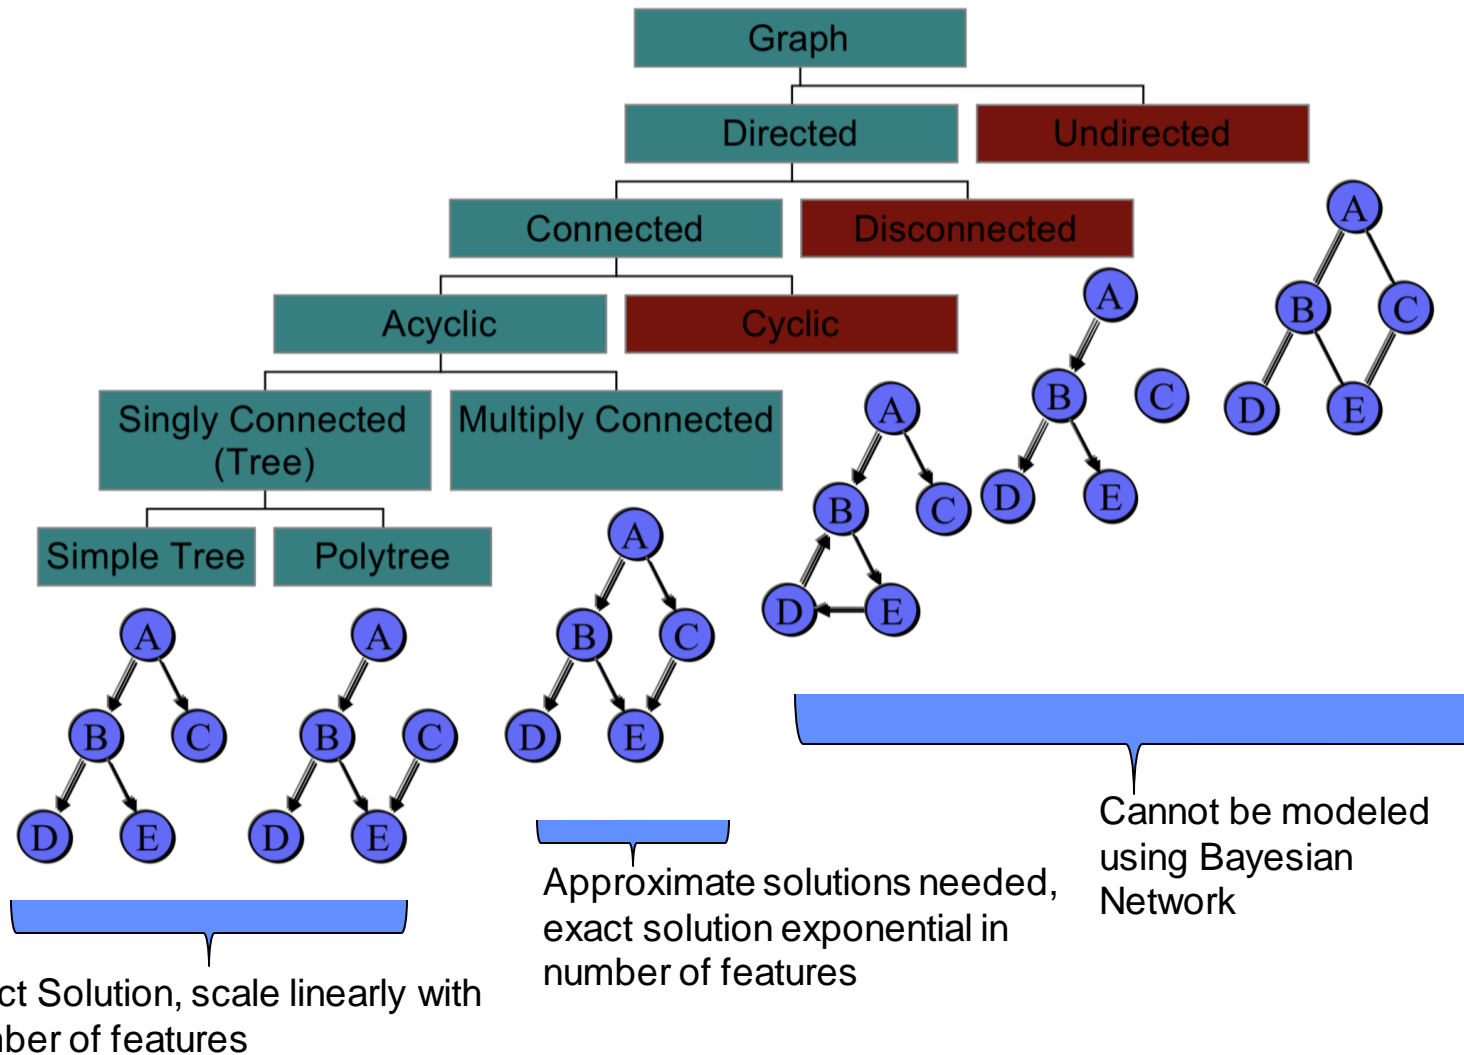 Graph
Directed
Undirected
Connected
Disconnected
Acyclic
Cyclic
Singly Connected
(Tree)
Multiply Connected
Simple Tree
Polytree
A
B
C
D
E
A
B
C
D
E
A
B
C
D
E
A
B
C
D
E
A
B
C
D
E
A
B
C
D
E
ct Solution, scale linearly with
ber of features
Approximate solutions needed,
exact solution exponential in
number of features
Cannot be modeled
using Bayesian
Network